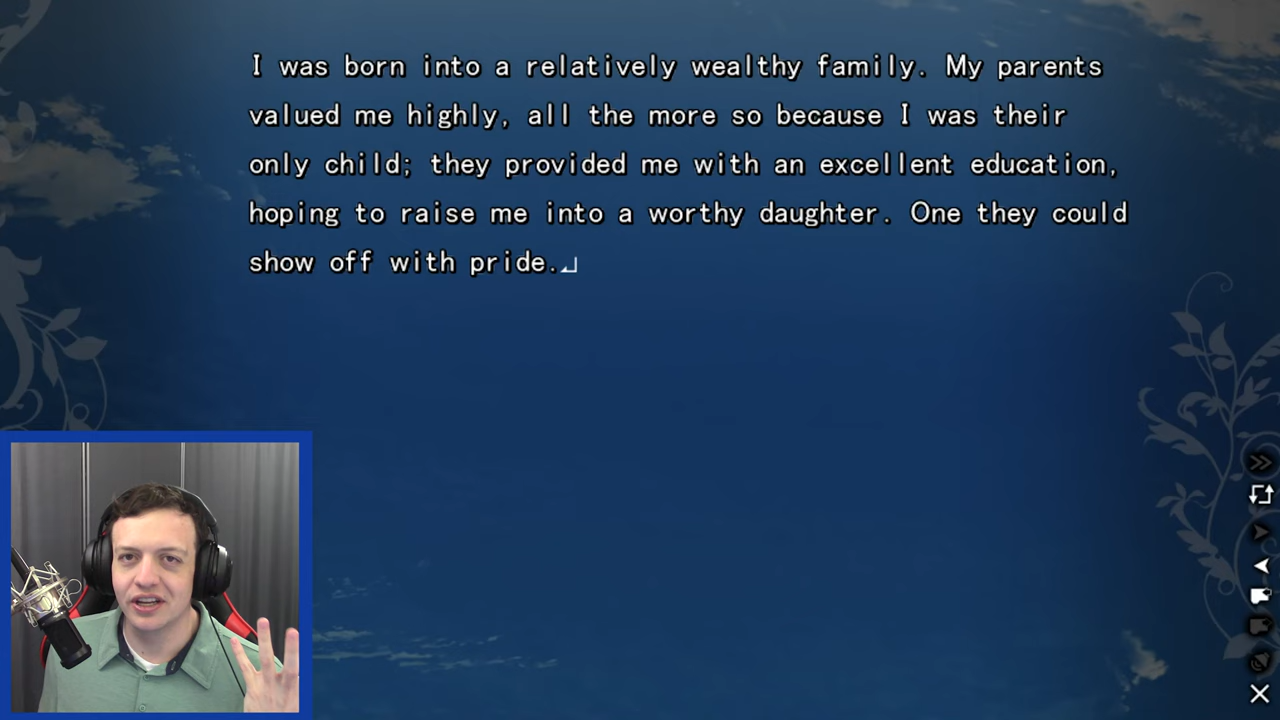 I was born into a relatively wealthy family. My parents
valued me highly, all the more so because I was their
only child; they provided me with an excellent education,
hoping to raise me into a worthy daughter. One they could
show off with pride.